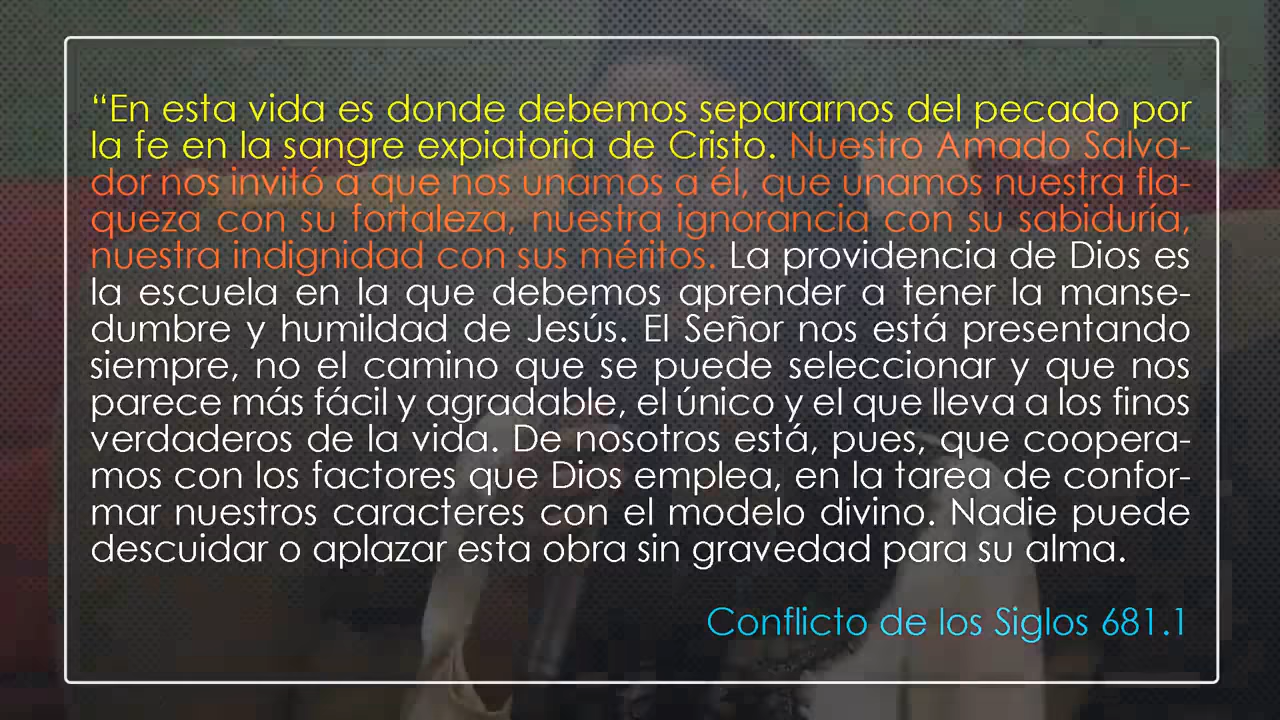 “En esta vida es donde debemos separarnos del pecado por
la fe en la sangre expiatoria de Cristo. Nuestro Amado Salva-
dor nos invitó a que nos unamos a él, que unamos nuestra fla-
queza con su fortaleza, nuestra ignorancia con su sabiduría,
nuestra indignidad con sus méritos. La providencia de Dios es
la escuela en la que debemos aprender a tener la manse-
dumbre y humildad de Jesús. El Señor nos está presentando
siempre, no el camino que se puede seleccionar y que nos
parece más fácil y agradable, el único y el que lleva a los finos
verdaderos de la vida. De nosotros está, pues, que coopera-
mos con los factores que Dios emplea, en la tarea de confor-
mar nuestros caracteres con el modelo divino. Nadie puede
descuidar o aplazar esta obra sin gravedad para su alma.
Conflicto de los Siglos 681.1